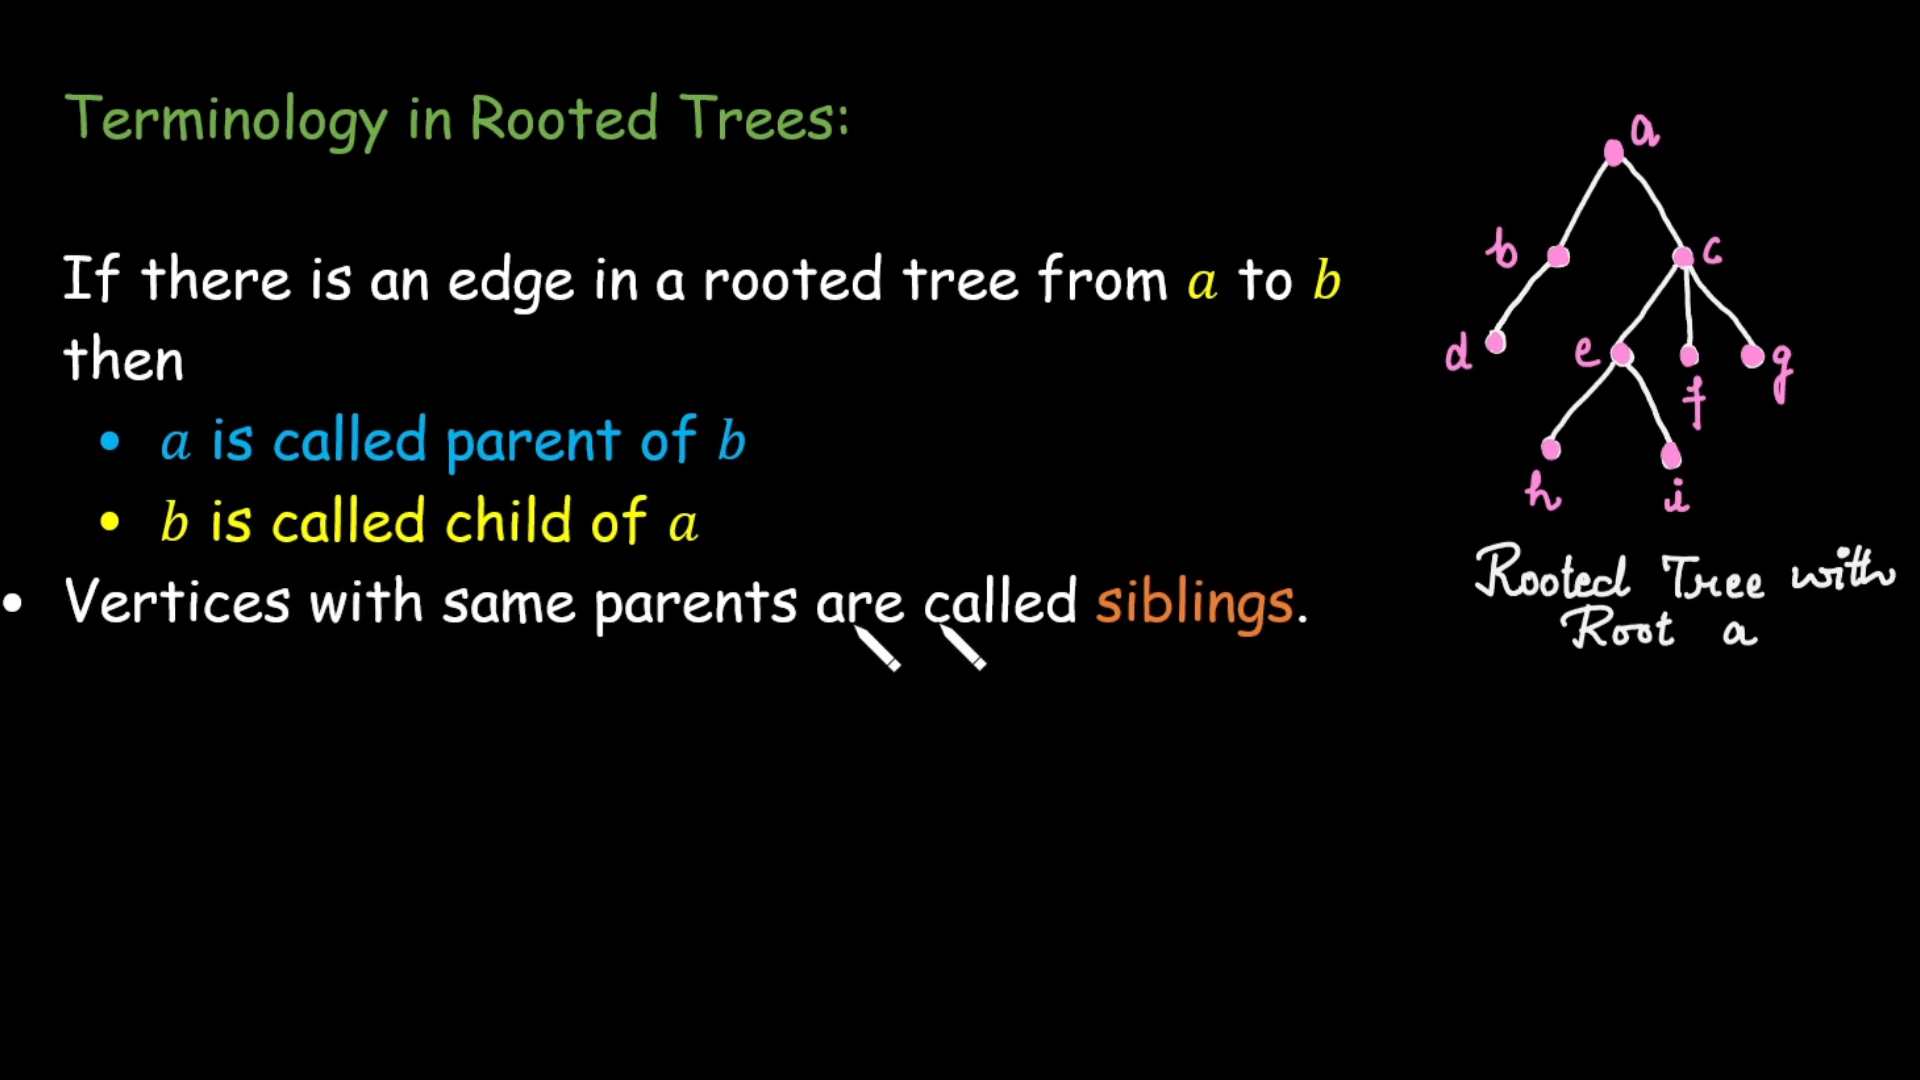 Terminology in Rooted Trees:
If there is an edge in a rooted tree from a to b
then
• a is called parent of b
• b is called child of a
• Vertices with same parents are called siblings.
a
b
c
d
e
f
g
h
i
Rooted Tree with
Root a